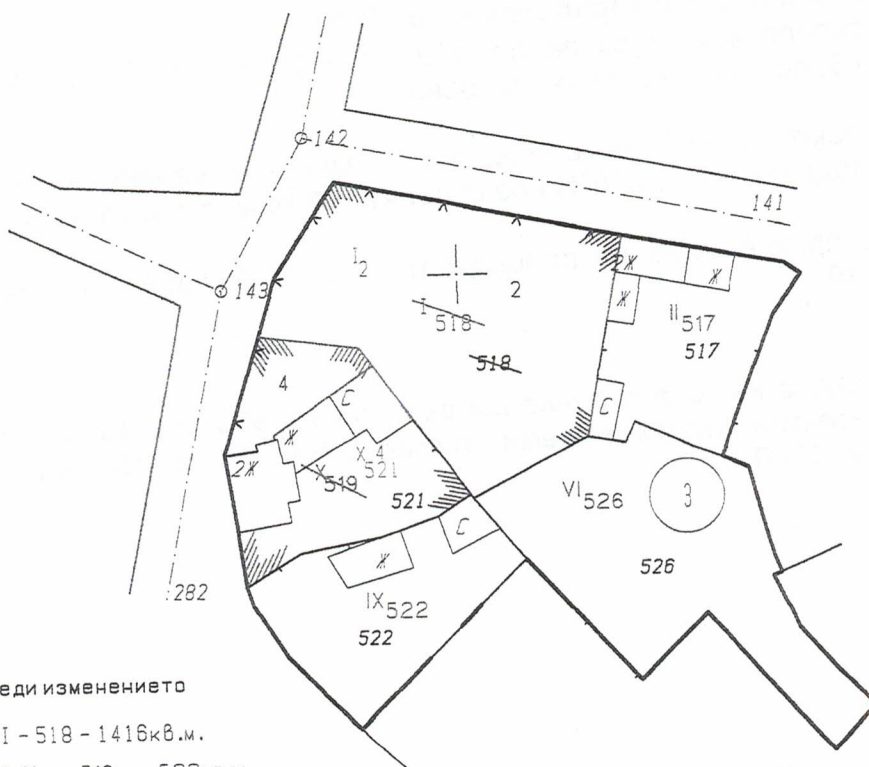 142
141
143
2Ж
Ж
Ж
I 2
2
I 518
518
II 517
517
4
С
С
Ж
X 4
521
2Ж
X 519
521
VI 526
3
С
526
Ж
282
IX 522
522
еди изменението
I - 518 - 1416кв.м.